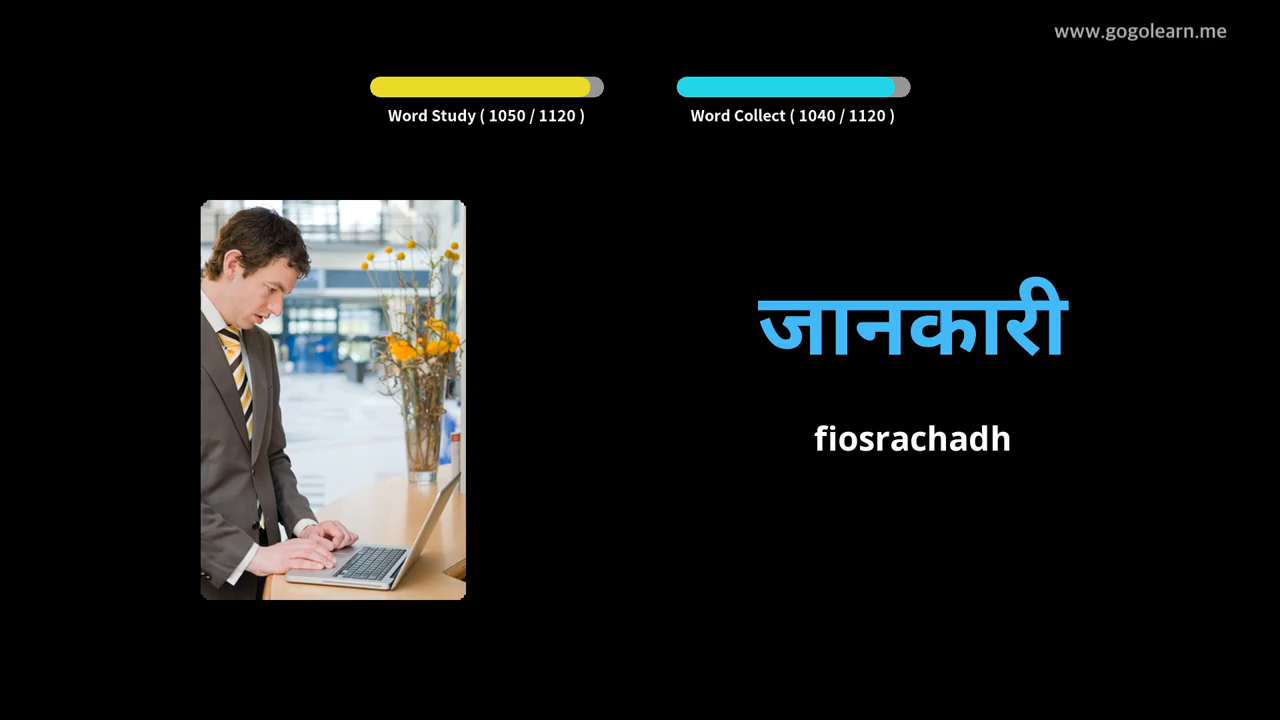 www.gogolearn.me
Word Study ( 1050 / 1120 )
Word Collect ( 1040 / 1120 )
जानकारी
fiosrachadh